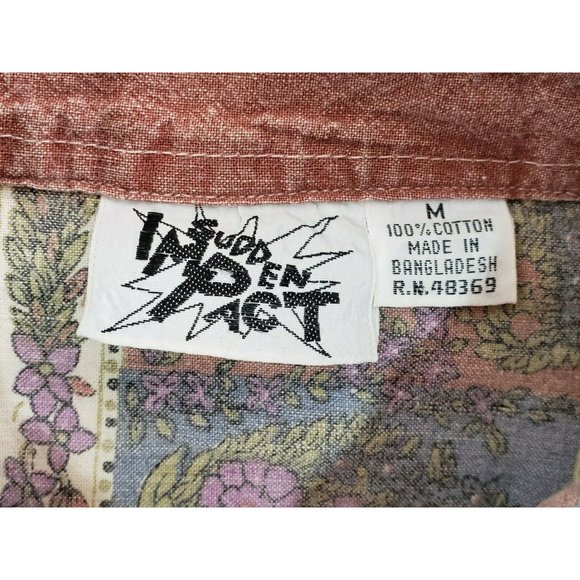 SUDDEN
IMPACT
M
100% COTTON
MADE IN
BANGLADESH
R.N.48369